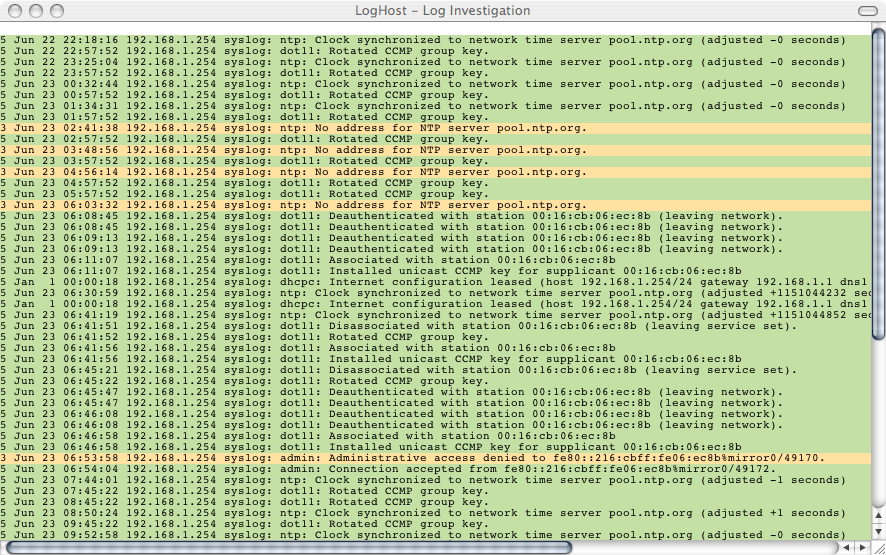 LogHost - Log Investigation
5 Jun 22 22:18:16 192.168.1.254 syslog: ntp: Clock synchronized to network time server pool.ntp.org (adjusted -0 seconds)
5 Jun 22 22:57:52 192.168.1.254 syslog: dot11: Rotated CCMP group key.
5 Jun 22 23:25:04 192.168.1.254 syslog: ntp: Clock synchronized to network time server pool.ntp.org (adjusted -0 seconds)
5 Jun 22 23:57:52 192.168.1.254 syslog: dot11: Rotated CCMP group key.
5 Jun 23 00:32:44 192.168.1.254 syslog: ntp: Clock synchronized to network time server pool.ntp.org (adjusted -0 seconds)
5 Jun 23 00:57:52 192.168.1.254 syslog: dot11: Rotated CCMP group key.
5 Jun 23 01:34:31 192.168.1.254 syslog: ntp: Clock synchronized to network time server pool.ntp.org (adjusted -0 seconds)
5 Jun 23 01:57:52 192.168.1.254 syslog: dot11: Rotated CCMP group key.
3 Jun 23 02:41:38 192.168.1.254 syslog: ntp: No address for NTP server pool.ntp.org.
5 Jun 23 02:57:52 192.168.1.254 syslog: dot11: Rotated CCMP group key.
3 Jun 23 03:48:56 192.168.1.254 syslog: ntp: No address for NTP server pool.ntp.org.
5 Jun 23 03:57:52 192.168.1.254 syslog: dot11: Rotated CCMP group key.
3 Jun 23 04:56:14 192.168.1.254 syslog: ntp: No address for NTP server pool.ntp.org.
5 Jun 23 04:57:52 192.168.1.254 syslog: dot11: Rotated CCMP group key.
5 Jun 23 05:57:52 192.168.1.254 syslog: dot11: Rotated CCMP group key.
3 Jun 23 06:03:32 192.168.1.254 syslog: ntp: No address for NTP server pool.ntp.org.
5 Jun 23 06:08:45 192.168.1.254 syslog: dot11: Deauthenticated with station 00:16:cb:06:ec:8b (leaving network).
5 Jun 23 06:08:45 192.168.1.254 syslog: dot11: Deauthenticated with station 00:16:cb:06:ec:8b (leaving network).
5 Jun 23 06:09:13 192.168.1.254 syslog: dot11: Deauthenticated with station 00:16:cb:06:ec:8b (leaving network).
5 Jun 23 06:09:13 192.168.1.254 syslog: dot11: Deauthenticated with station 00:16:cb:06:ec:8b (leaving network).
5 Jun 23 06:11:07 192.168.1.254 syslog: dot11: Associated with station 00:16:cb:06:ec:8b
5 Jun 23 06:11:07 192.168.1.254 syslog: dot11: Installed unicast CCMP key for supplicant 00:16:cb:06:ec:8b
5 Jan  1 00:00:18 192.168.1.254 syslog: dhcpc: Internet configuration leased (host 192.168.1.254/24 gateway 192.168.1.1 dns1
5 Jun 23 06:30:59 192.168.1.254 syslog: ntp: Clock synchronized to network time server pool.ntp.org (adjusted +1151044232 sec
5 Jan  1 00:00:18 192.168.1.254 syslog: dhcpc: Internet configuration leased (host 192.168.1.254/24 gateway 192.168.1.1 dns1
5 Jun 23 06:41:19 192.168.1.254 syslog: ntp: Clock synchronized to network time server pool.ntp.org (adjusted +1151044852 sec
5 Jun 23 06:41:51 192.168.1.254 syslog: dot11: Disassociated with station 00:16:cb:06:ec:8b (leaving service set).
5 Jun 23 06:41:52 192.168.1.254 syslog: dot11: Rotated CCMP group key.
5 Jun 23 06:41:56 192.168.1.254 syslog: dot11: Associated with station 00:16:cb:06:ec:8b
5 Jun 23 06:41:56 192.168.1.254 syslog: dot11: Installed unicast CCMP key for supplicant 00:16:cb:06:ec:8b
5 Jun 23 06:45:21 192.168.1.254 syslog: dot11: Disassociated with station 00:16:cb:06:ec:8b (leaving service set).
5 Jun 23 06:45:22 192.168.1.254 syslog: dot11: Rotated CCMP group key.
5 Jun 23 06:45:47 192.168.1.254 syslog: dot11: Deauthenticated with station 00:16:cb:06:ec:8b (leaving network).
5 Jun 23 06:45:47 192.168.1.254 syslog: dot11: Deauthenticated with station 00:16:cb:06:ec:8b (leaving network).
5 Jun 23 06:46:08 192.168.1.254 syslog: dot11: Deauthenticated with station 00:16:cb:06:ec:8b (leaving network).
5 Jun 23 06:46:08 192.168.1.254 syslog: dot11: Deauthenticated with station 00:16:cb:06:ec:8b (leaving network).
5 Jun 23 06:46:58 192.168.1.254 syslog: dot11: Associated with station 00:16:cb:06:ec:8b
5 Jun 23 06:46:58 192.168.1.254 syslog: dot11: Installed unicast CCMP key for supplicant 00:16:cb:06:ec:8b
3 Jun 23 06:53:58 192.168.1.254 syslog: admin: Administrative access denied to fe80::216:cbff:fe06:ec8b%mirror0/49170.
5 Jun 23 06:54:04 192.168.1.254 syslog: admin: Connection accepted from fe80::216:cbff:fe06:ec8b%mirror0/49172.
5 Jun 23 07:44:01 192.168.1.254 syslog: ntp: Clock synchronized to network time server pool.ntp.org (adjusted -1 seconds)
5 Jun 23 07:45:22 192.168.1.254 syslog: dot11: Rotated CCMP group key.
5 Jun 23 08:45:22 192.168.1.254 syslog: dot11: Rotated CCMP group key.
5 Jun 23 08:50:24 192.168.1.254 syslog: ntp: Clock synchronized to network time server pool.ntp.org (adjusted +1 seconds)
5 Jun 23 09:45:22 192.168.1.254 syslog: dot11: Rotated CCMP group key.
5 Jun 23 09:52:58 192.168.1.254 syslog: ntp: Clock synchronized to network time server pool.ntp.org (adjusted -0 seconds)